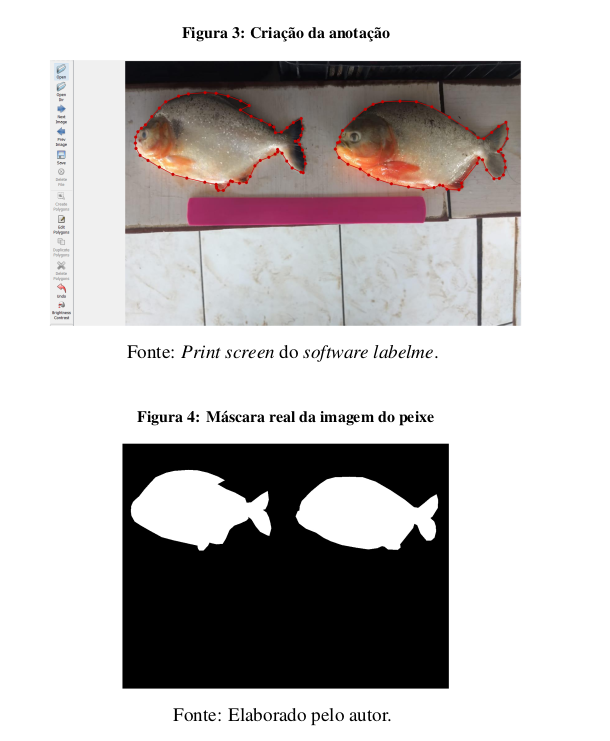 Figura 3: Criação da anotação
Open
Open
Dir
Next
Image
Prev
Image
Save
Delete
File
Create
Polygons
Edit
Polygons
Duplicate
Polygons
Delete
Polygons
Undo
Brightness
Contrast
Fonte: Print screen do software labelme.
Figura 4: Máscara real da imagem do peixe
Fonte: Elaborado pelo autor.